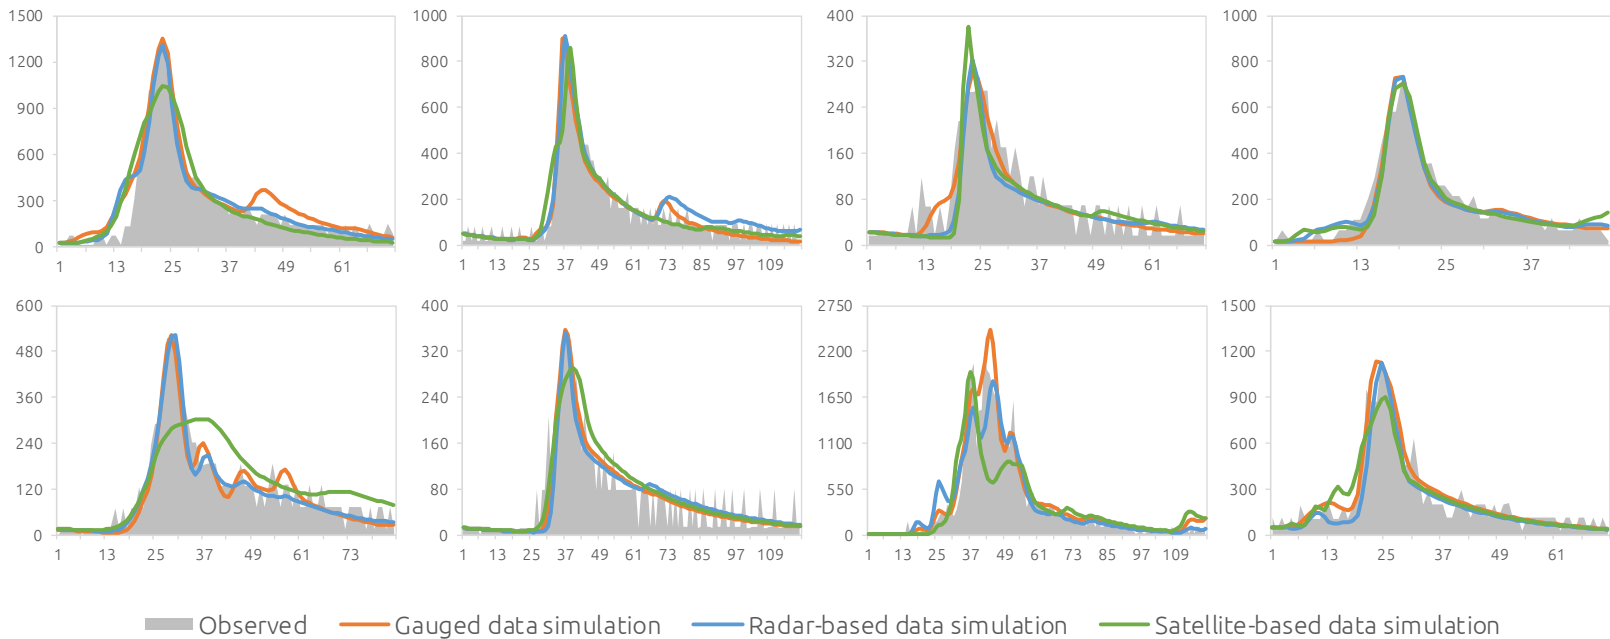 1500 1000 400 1000
1200 800 320 800
900 600 240 600
600 400 160 400
300 200 80 200
0 0 0 0
1 13 25 37 49 61 1 13 25 37 49 61 73 85 97 109 1 13 25 37 49 61 1 13 25 37
600 400 2750 1500
480 320 2200 1200
360 240 1650 900
240 160 1100 600
120 80 550 300
0 0 0 0
1 13 25 37 49 61 73 1 13 25 37 49 61 73 85 97 109 1 13 25 37 49 61 73 85 97 109 1 13 25 37 49 61
Observed Gauged data simulation Radar-based data simulation Satellite-based data simulation